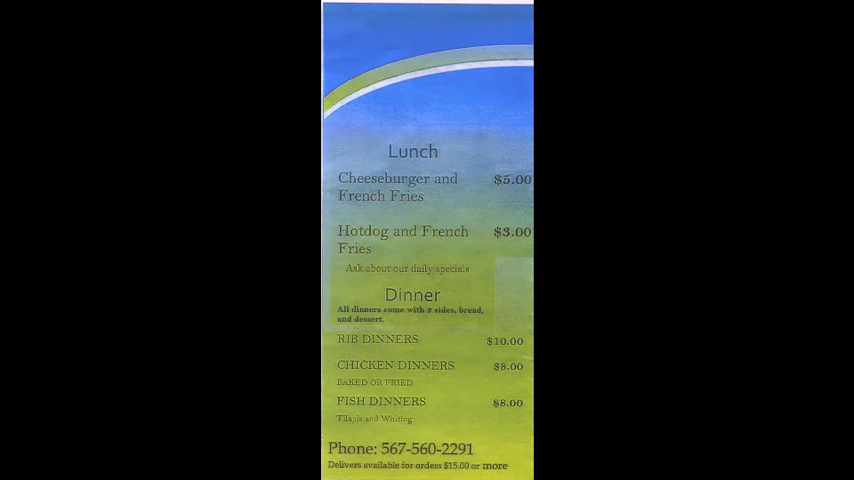 Lunch
Cheeseburger and $5.00
French Fries
Hotdog and French $3.00
Fries
Ask about our daily specials
Dinner
All dinners come with 2 sides, bread,
and dessert.
RIB DINNERS $10.00
CHICKEN DINNERS $8.00
BAKED OR FRIED
FISH DINNERS $8.00
Tilapia and Whiting
Phone: 567-560-2291
Delivers available for orders $15.00 or more